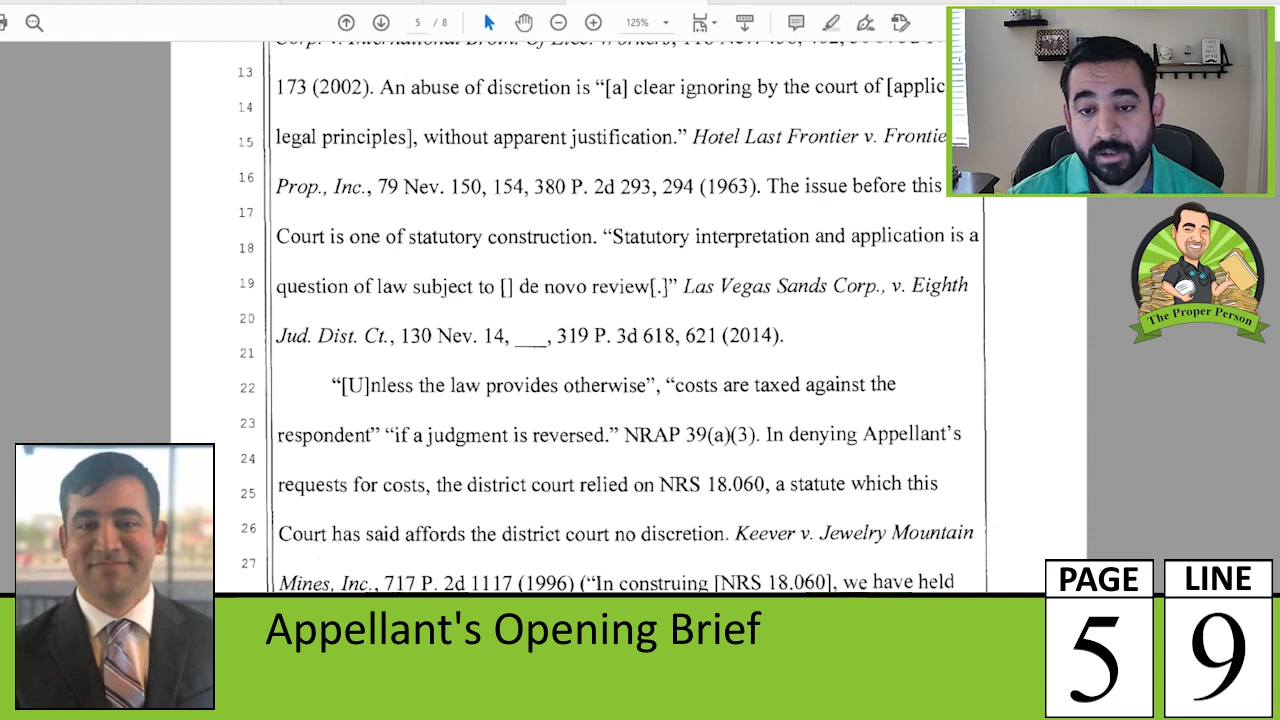 5 / 8
125%
13
173 (2002). An abuse of discretion is “[a] clear ignoring by the court of [applic
14
15
legal principles], without apparent justification.” Hotel Last Frontier v. Frontie
16
Prop., Inc., 79 Nev. 150, 154, 380 P. 2d 293, 294 (1963). The issue before this
17
18
Court is one of statutory construction. “Statutory interpretation and application is a
19
question of law subject to [] de novo review[.]” Las Vegas Sands Corp., v. Eighth
20
Jud. Dist. Ct., 130 Nev. 14, ___, 319 P. 3d 618, 621 (2014).
21
22
“[U]nless the law provides otherwise”, “costs are taxed against the
23
respondent” “if a judgment is reversed.” NRAP 39(a)(3). In denying Appellant’s
24
25
requests for costs, the district court relied on NRS 18.060, a statute which this
26
Court has said affords the district court no discretion. Keever v. Jewelry Mountain
27
Mines, Inc., 717 P. 2d 1117 (1996) (“In construing [NRS 18.060], we have held
The Proper Person
Appellant's Opening Brief
PAGE
5
LINE
9